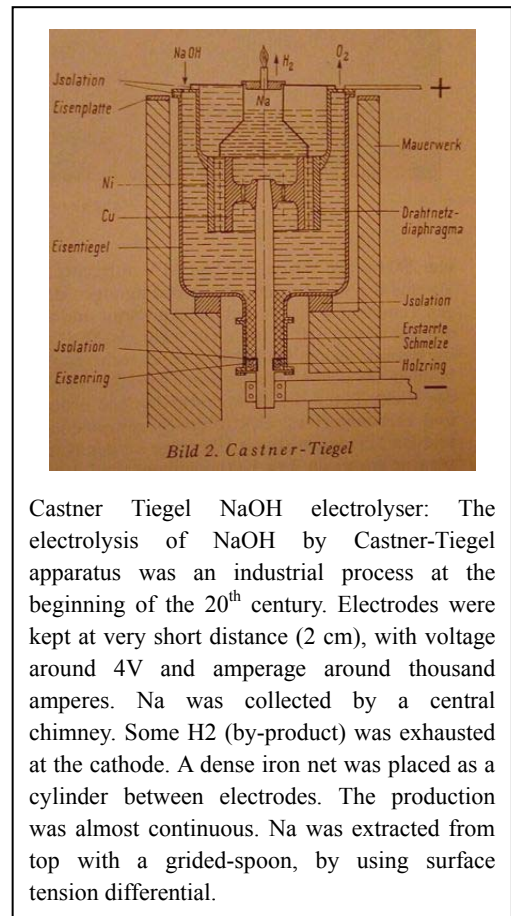 NaOH
H₂
O₂
Jsolation
Eisenplatte
Na
+
Mauerwerk
Ni
Cu
Drahtnetz-
diaphragma
Eisentiegel
Jsolation
Erstarrte
Schmelze
Jsolation
Eisenring
Holzring
−
Bild 2. Castner-Tiegel
Castner Tiegel NaOH electrolyser: The
electrolysis of NaOH by Castner-Tiegel
apparatus was an industrial process at the
beginning of the 20th century. Electrodes were
kept at very short distance (2 cm), with voltage
around 4V and amperage around thousand
amperes. Na was collected by a central
chimney. Some H2 (by-product) was exhausted
at the cathode. A dense iron net was placed as a
cylinder between electrodes. The production
was almost continuous. Na was extracted from
top with a grided-spoon, by using surface
tension differential.